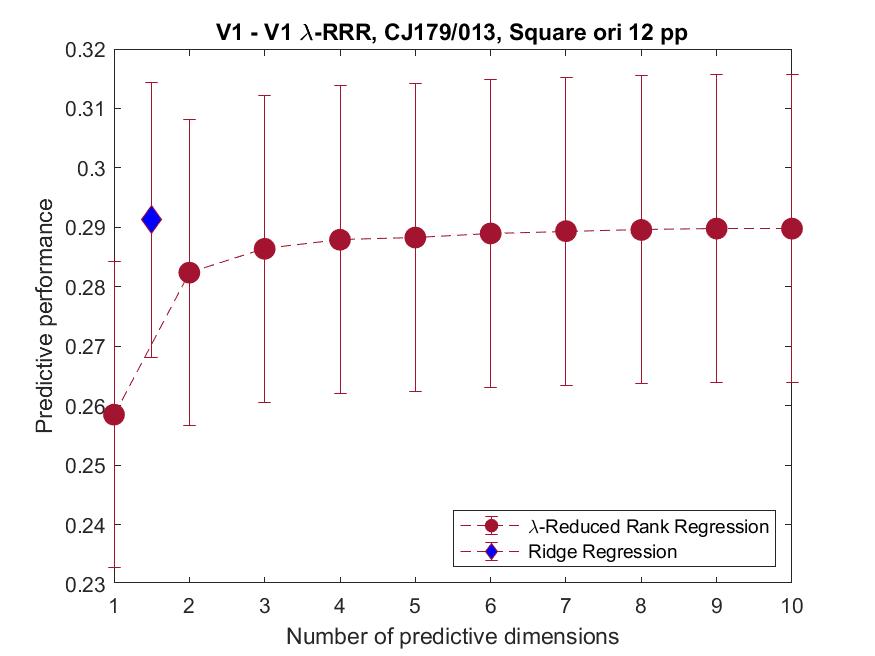 V1 - V1 λ-RRR, CJ179/013, Square ori 12 pp
0.32
0.31
0.3
0.29
0.28
0.27
0.26
0.25
0.24
0.23
Predictive performance
λ-Reduced Rank Regression
Ridge Regression
1 2 3 4 5 6 7 8 9 10
Number of predictive dimensions